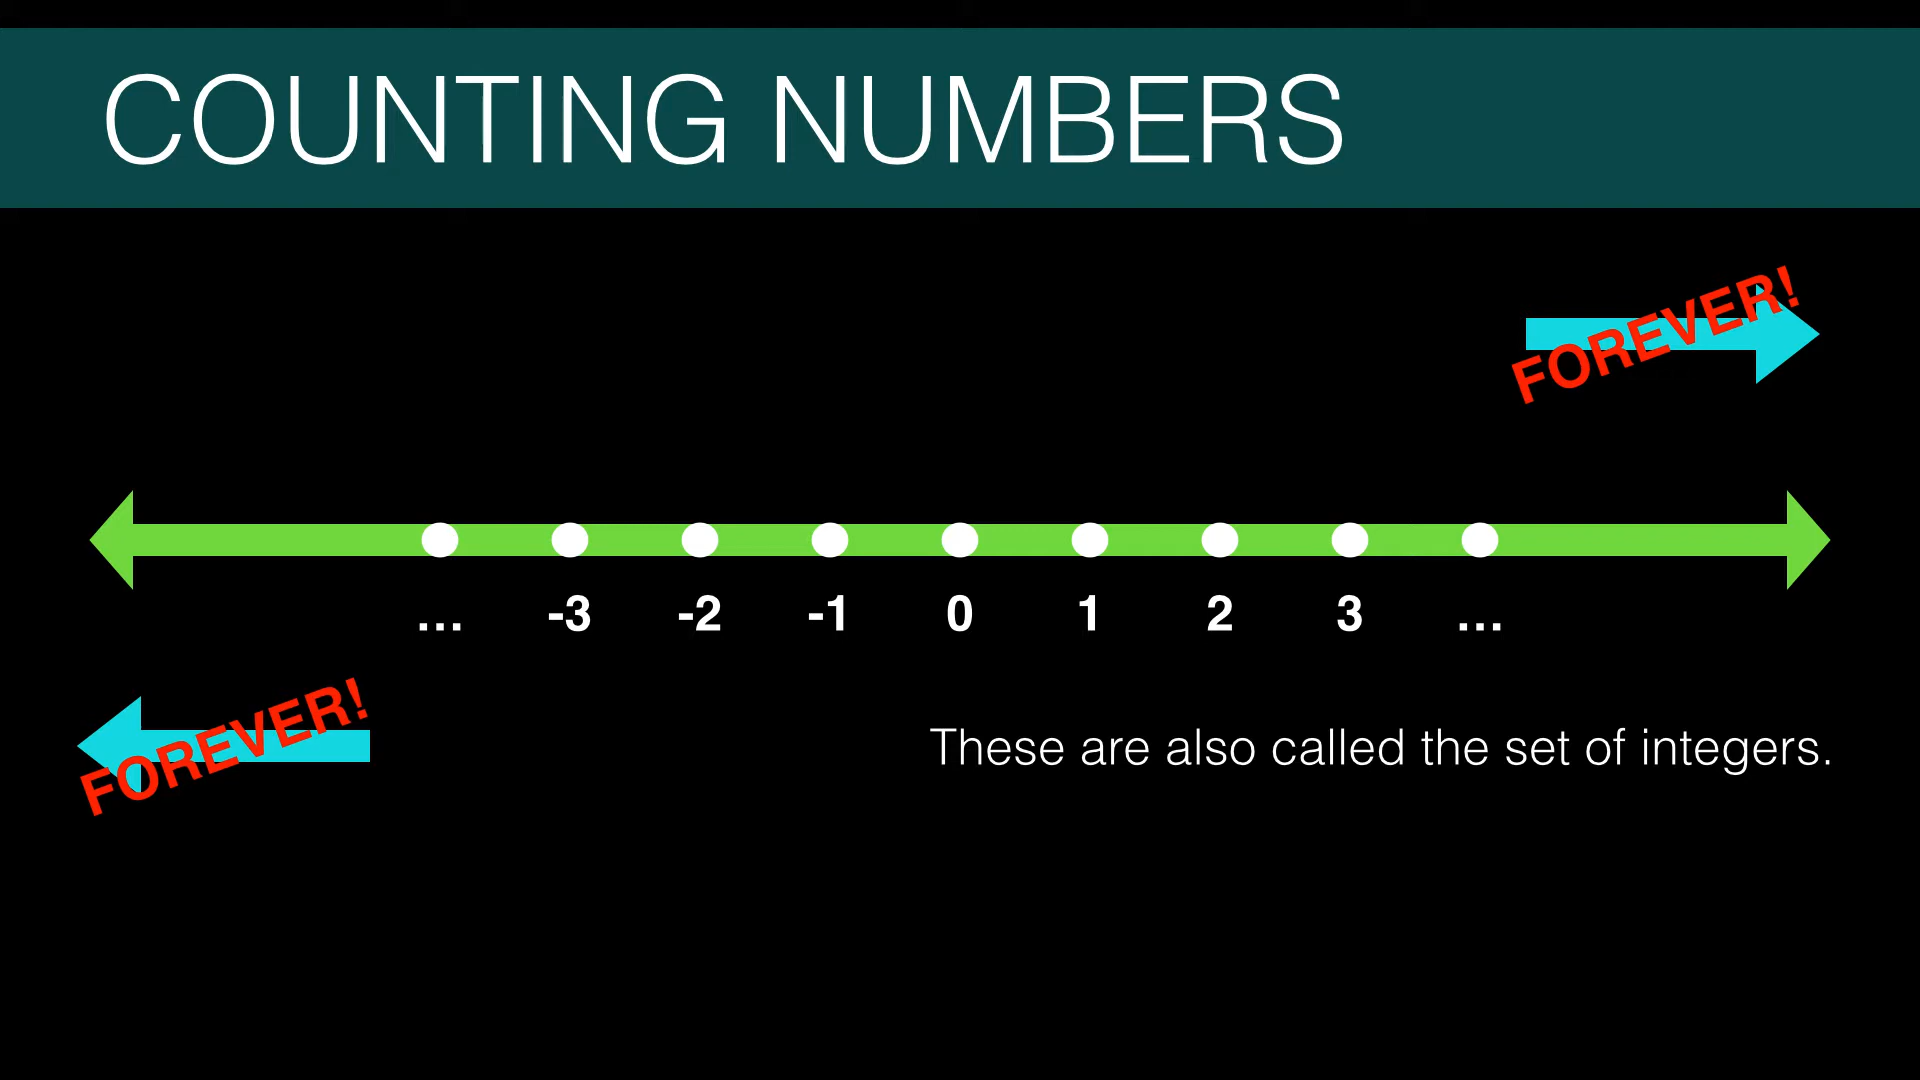 COUNTING NUMBERS
FOREVER!
... -3 -2 -1 0 1 2 3 ...
FOREVER!
These are also called the set of integers.